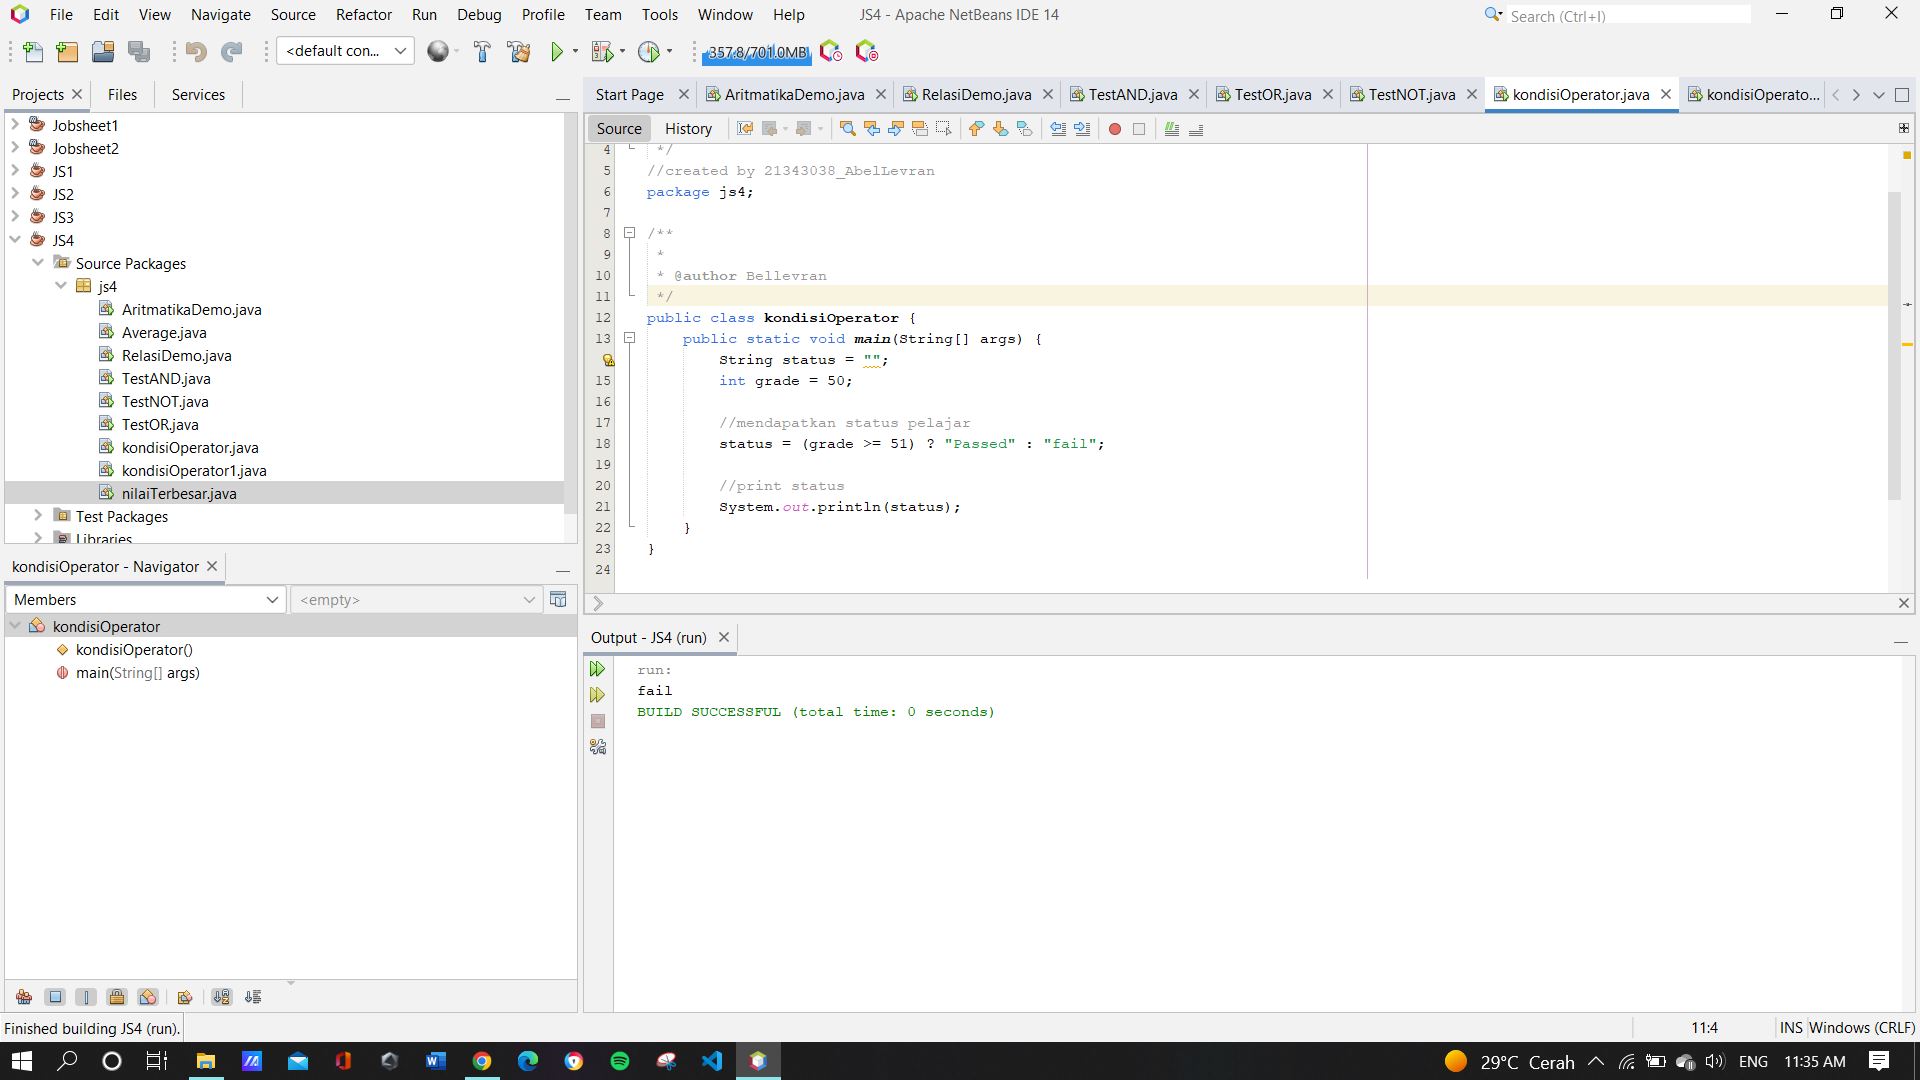 File Edit View Navigate Source Refactor Run Debug Profile Team Tools Window Help JS4 - Apache NetBeans IDE 14 Search (Ctrl+I)
<default con... 357.8/701.0MB
Projects Files Services
Jobsheet1
Jobsheet2
JS1
JS2
JS3
JS4
Source Packages
js4
AritmatikaDemo.java
Average.java
RelasiDemo.java
TestAND.java
TestNOT.java
TestOR.java
kondisiOperator.java
kondisiOperator1.java
nilaiTerbesar.java
Test Packages
Libraries
kondisiOperator - Navigator
Members <empty>
kondisiOperator
kondisiOperator()
main(String[] args)
Start Page AritmatikaDemo.java RelasiDemo.java TestAND.java TestOR.java TestNOT.java kondisiOperator.java kondisiOperato...
Source History
4 */
5 //created by 21343038_AbelLevran
6 package js4;
7
8 /**
9 *
10 * @author Bellevran
11 */
12 public class kondisiOperator {
13 public static void main(String[] args) {
String status = "";
15 int grade = 50;
16
17 //mendapatkan status pelajar
18 status = (grade >= 51) ? "Passed" : "fail";
19
20 //print status
21 System.out.println(status);
22 }
23 }
24
Output - JS4 (run)
run:
fail
BUILD SUCCESSFUL (total time: 0 seconds)
Finished building JS4 (run). 11:4 INS Windows (CRLF)
29°C Cerah ENG 11:35 AM